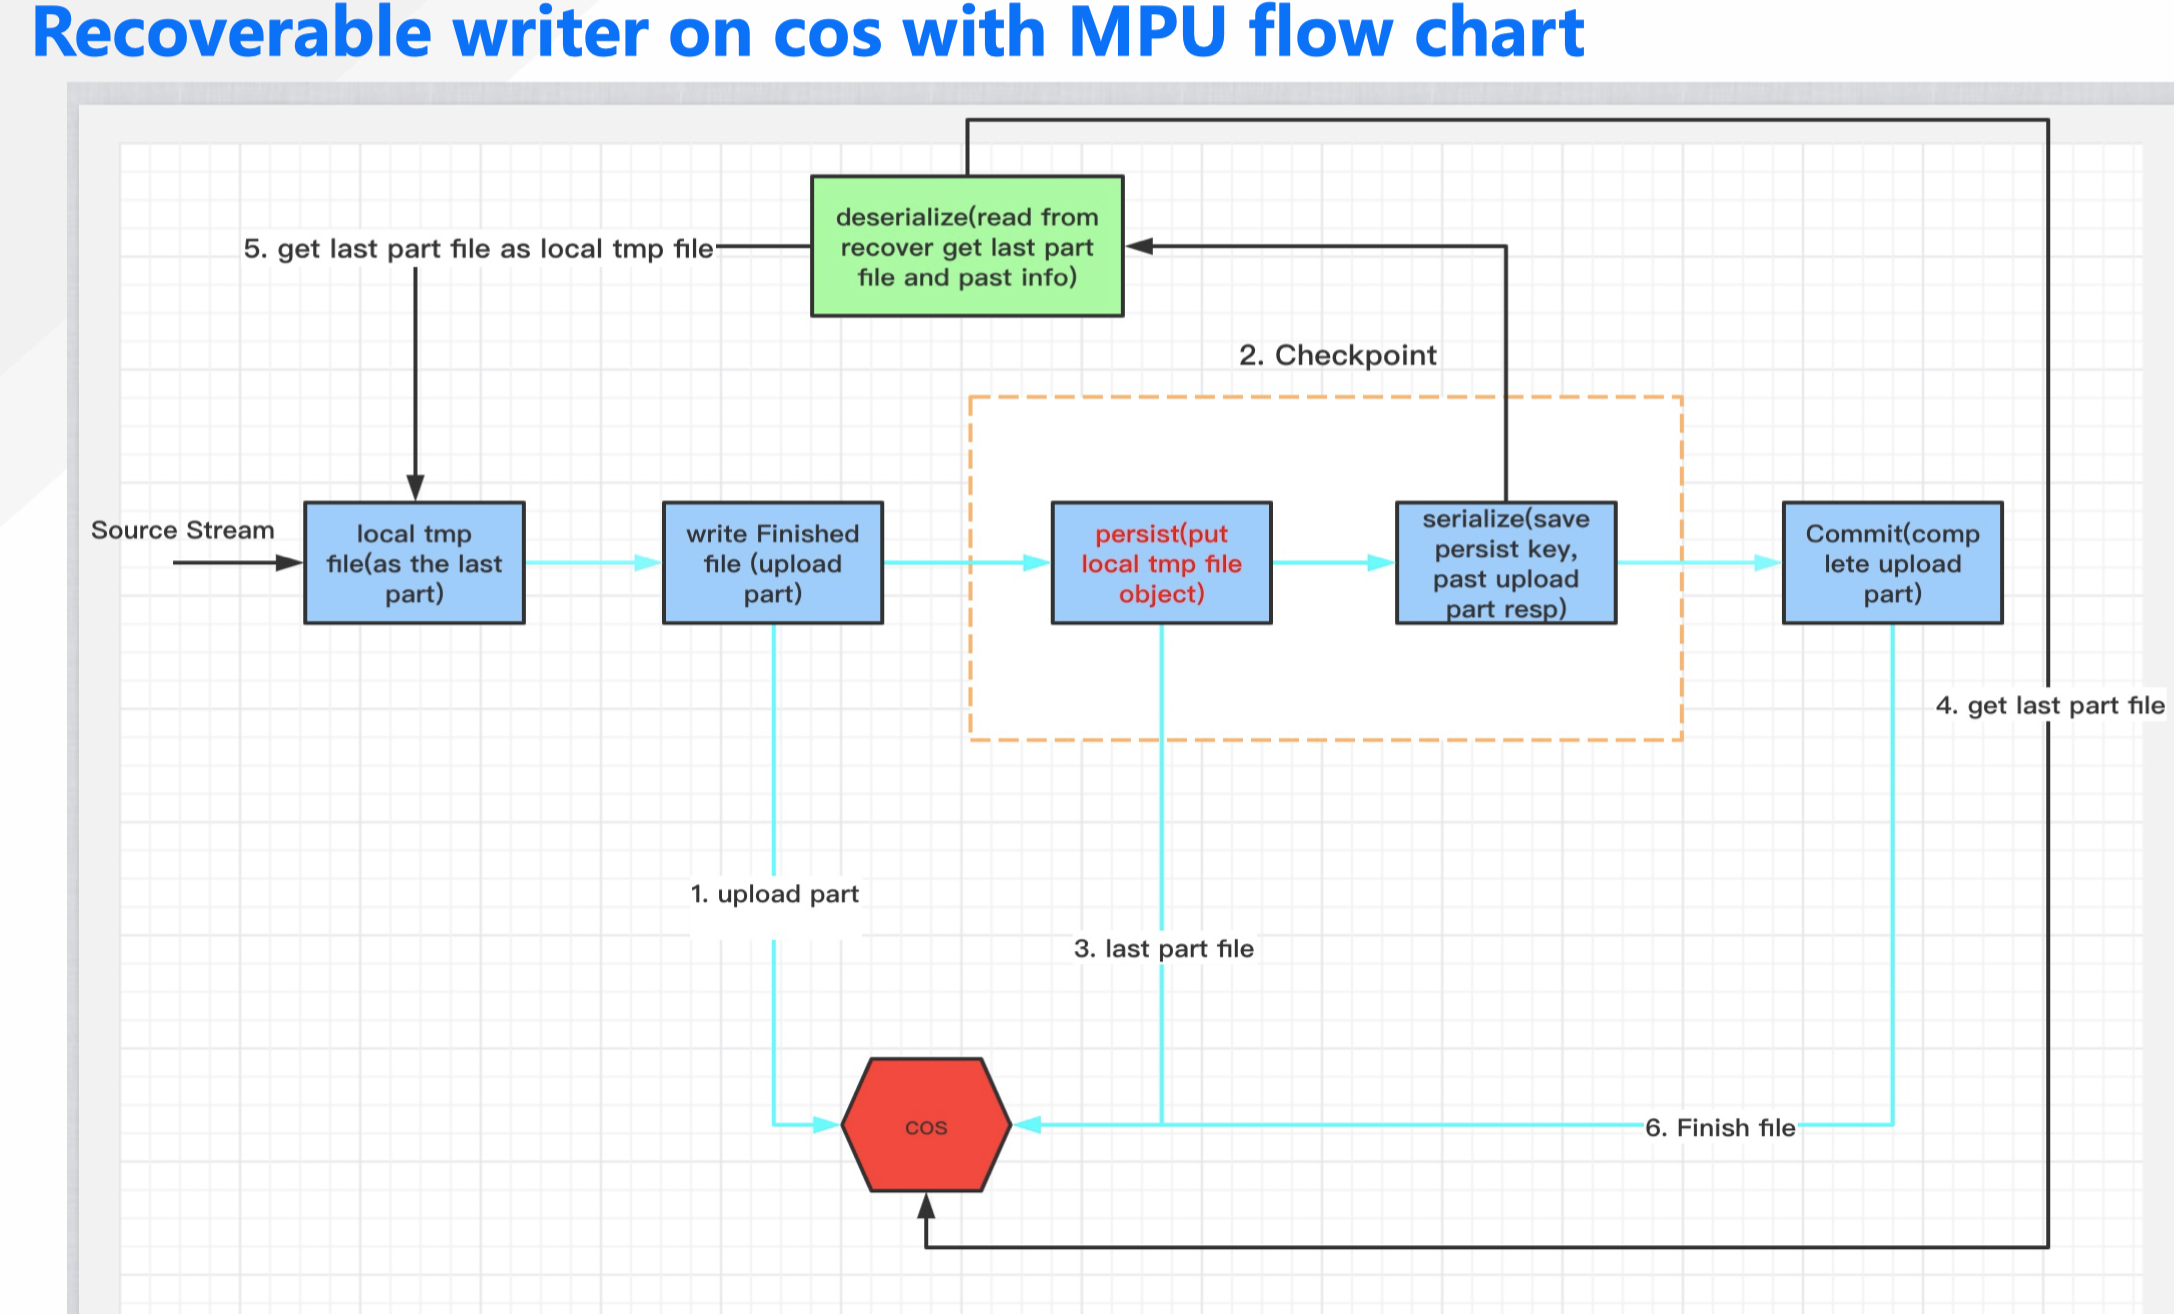 Recoverable writer on cos with MPU flow chart
deserialize(read from
recover get last part
file and past info)
5. get last part file as local tmp file
2. Checkpoint
Source Stream
local tmp
file(as the last
part)
write Finished
file (upload
part)
persist(put
local tmp file
object)
serialize(save
persist key,
past upload
part resp)
Commit(comp
lete upload
part)
4. get last part file
1. upload part
3. last part file
cos
6. Finish file